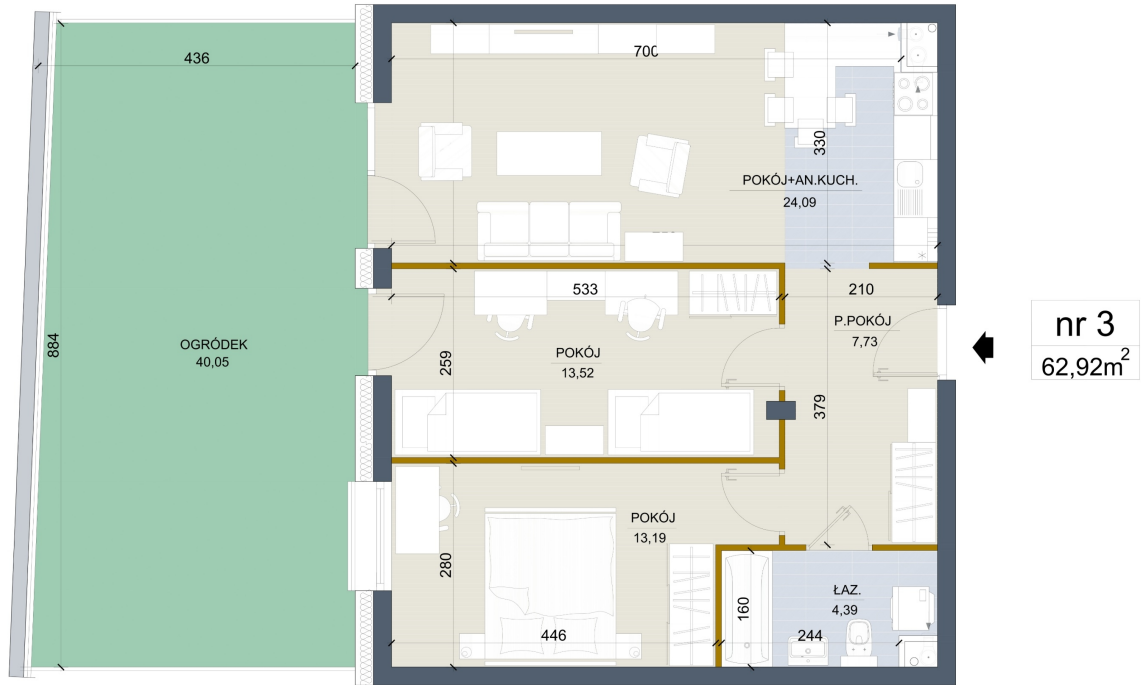 436
700
330
POKÓJ+AN.KUCH.
24,09
533
210
P.POKÓJ
7,73
nr 3
62,92m²
884
OGRÓDEK
40,05
259
POKÓJ
13,52
379
POKÓJ
13,19
280
446
ŁAZ.
4,39
160
244